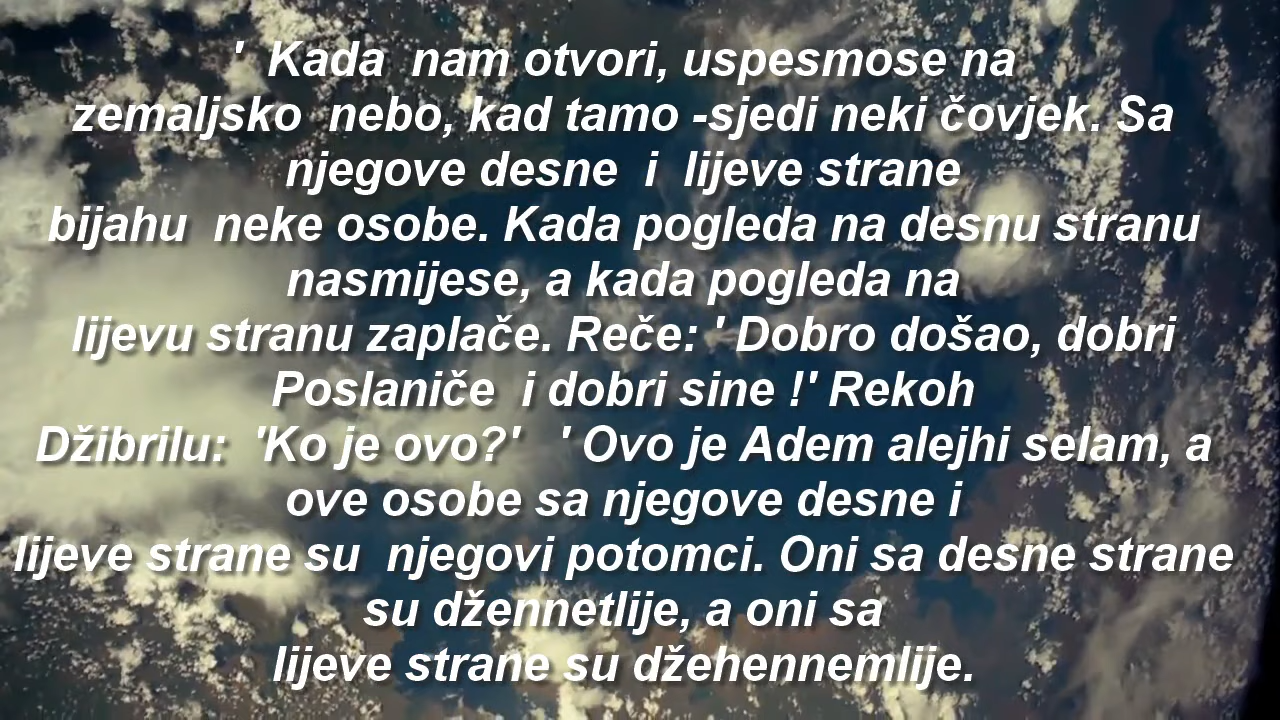 ' Kada nam otvori, uspesmose na
zemaljsko nebo, kad tamo -sjedi neki čovjek. Sa
njegove desne i lijeve strane
bijahu neke osobe. Kada pogleda na desnu stranu
nasmijese, a kada pogleda na
lijevu stranu zaplače. Reče: ' Dobro došao, dobri
Poslaniče i dobri sine !' Rekoh
Džibrilu: 'Ko je ovo?' ' Ovo je Adem alejhi selam, a
ove osobe sa njegove desne i
lijeve strane su njegovi potomci. Oni sa desne strane
su džennetlije, a oni sa
lijeve strane su džehennemlije.